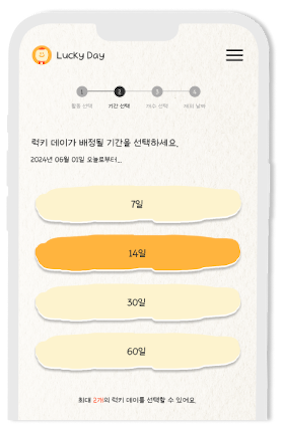 Lucky Day
1 2 3 4
활동 선택 기간 선택 개수 선택 예외 날짜
럭키 데이가 배정될 기간을 선택하세요.
2024년 06월 01일 오늘로부터...
7일
14일
30일
60일
최대 2개의 럭키 데이를 선택할 수 있어요.